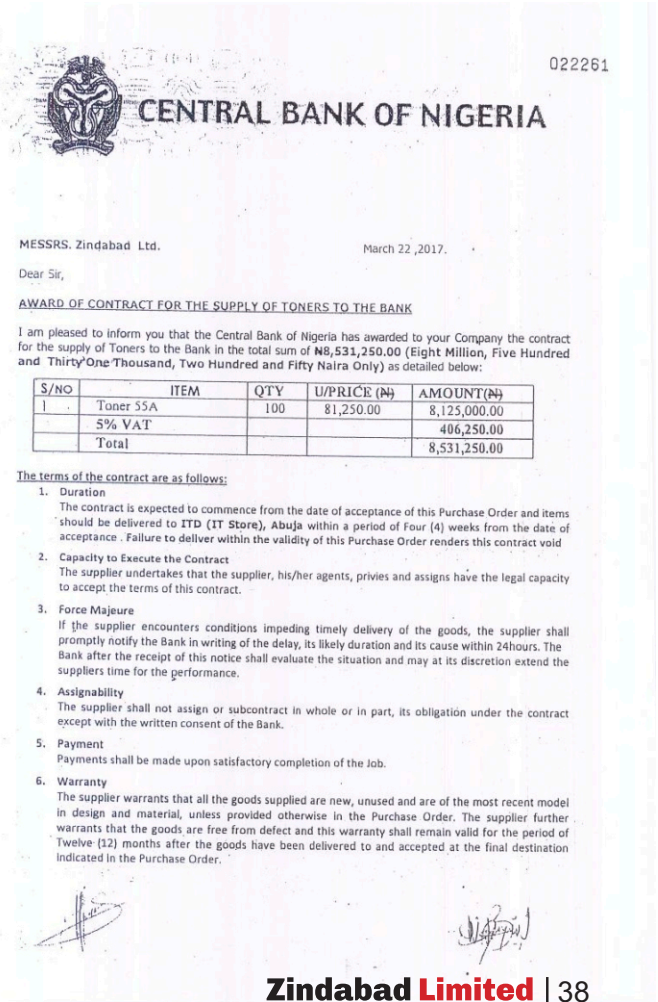 022261
CENTRAL BANK OF NIGERIA
MESSRS. Zindabad Ltd.
March 22 ,2017.
Dear Sir,
AWARD OF CONTRACT FOR THE SUPPLY OF TONERS TO THE BANK
I am pleased to inform you that the Central Bank of Nigeria has awarded to your Company the contract
for the supply of Toners to the Bank in the total sum of ₦8,531,250.00 (Eight Million, Five Hundred
and Thirty One Thousand, Two Hundred and Fifty Naira Only) as detailed below:
S/NO ITEM QTY U/PRICE (₦) AMOUNT(₦)
1 Toner 55A 100 81,250.00 8,125,000.00
5% VAT 406,250.00
Total 8,531,250.00
The terms of the contract are as follows:
1. Duration
The contract is expected to commence from the date of acceptance of this Purchase Order and items
should be delivered to ITD (IT Store), Abuja within a period of Four (4) weeks from the date of
acceptance . Failure to deliver within the validity of this Purchase Order renders this contract void
2. Capacity to Execute the Contract
The supplier undertakes that the supplier, his/her agents, privies and assigns have the legal capacity
to accept the terms of this contract.
3. Force Majeure
If the supplier encounters conditions impeding timely delivery of the goods, the supplier shall
promptly notify the Bank in writing of the delay, its likely duration and its cause within 24hours. The
Bank after the receipt of this notice shall evaluate the situation and may at its discretion extend the
suppliers time for the performance.
4. Assignability
The supplier shall not assign or subcontract in whole or in part, its obligation under the contract
except with the written consent of the Bank.
5. Payment
Payments shall be made upon satisfactory completion of the Job.
6. Warranty
The supplier warrants that all the goods supplied are new, unused and are of the most recent model
in design and material, unless provided otherwise in the Purchase Order. The supplier further
warrants that the goods are free from defect and this warranty shall remain valid for the period of
Twelve (12) months after the goods have been delivered to and accepted at the final destination
indicated in the Purchase Order.
Zindabad Limited | 38